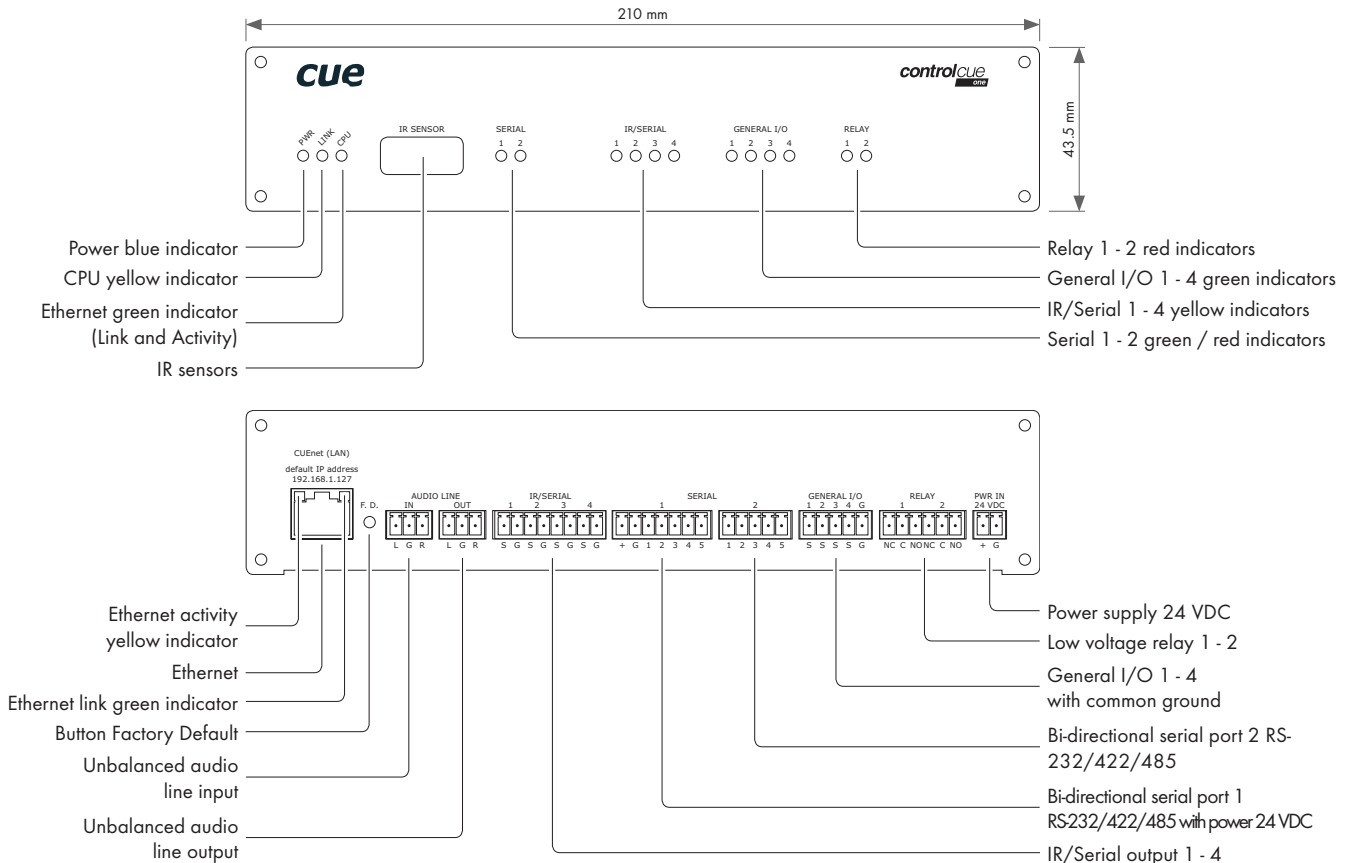 210 mm
cue
controlcue
one
43.5 mm
PWR
LINK
CPU
IR SENSOR
SERIAL
1 2
IR/SERIAL
1 2 3 4
GENERAL I/O
1 2 3 4
RELAY
1 2
Power blue indicator
CPU yellow indicator
Ethernet green indicator
(Link and Activity)
IR sensors
Relay 1 - 2 red indicators
General I/O 1 - 4 green indicators
IR/Serial 1 - 4 yellow indicators
Serial 1 - 2 green / red indicators
CUEnet (LAN)
default IP address
192.168.1.127
F. D.
AUDIO LINE
IN OUT
L G R L G R
IR/SERIAL
1 2 3 4
S G S G S G S G
SERIAL
1 2
+ G 1 2 3 4 5 1 2 3 4 5
GENERAL I/O
1 2 3 4 G
S S S S G
RELAY
1 2
NC C NO NC C NO
PWR IN
24 VDC
+ G
Ethernet activity
yellow indicator
Ethernet
Ethernet link green indicator
Button Factory Default
Unbalanced audio
line input
Unbalanced audio
line output
Power supply 24 VDC
Low voltage relay 1 - 2
General I/O 1 - 4
with common ground
Bi-directional serial port 2 RS-
232/422/485
Bi-directional serial port 1
RS-232/422/485 with power 24 VDC
IR/Serial output 1 - 4